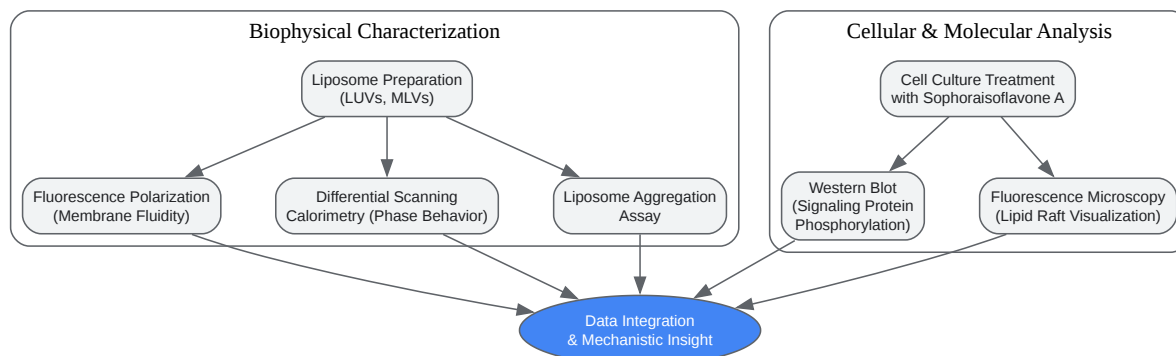 Biophysical Characterization
Liposome Preparation
(LUVs, MLVs)
Fluorescence Polarization
(Membrane Fluidity)
Differential Scanning
Calorimetry (Phase Behavior)
Liposome Aggregation
Assay
Cellular & Molecular Analysis
Cell Culture Treatment
with Sophoraisoflavone A
Western Blot
(Signaling Protein
Phosphorylation)
Fluorescence Microscopy
(Lipid Raft Visualization)
Data Integration
& Mechanistic Insight